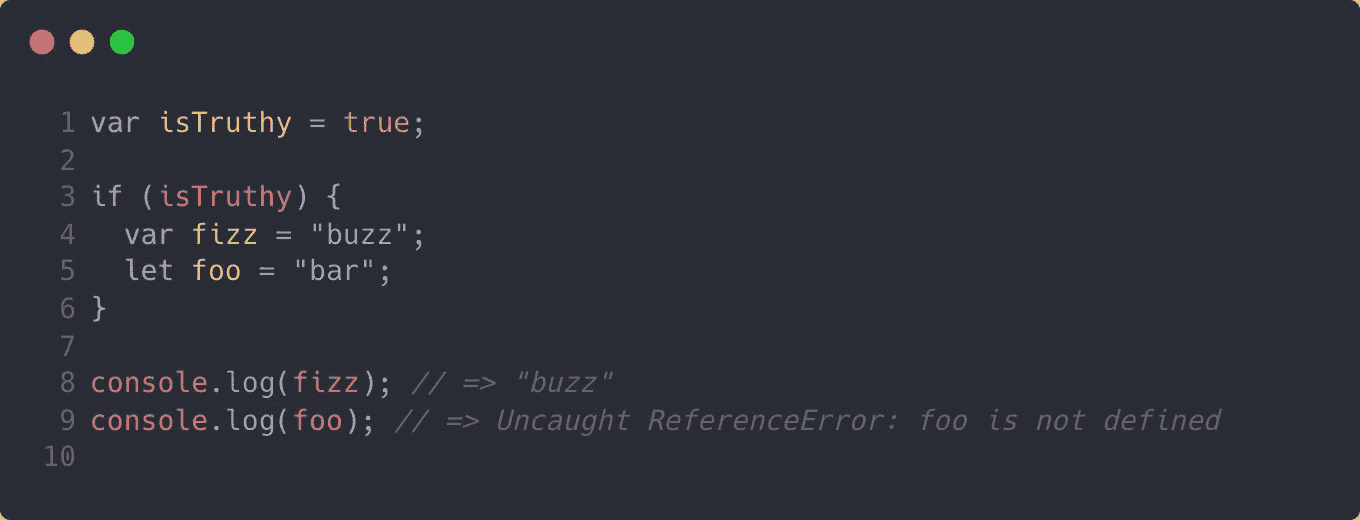 1 var isTruthy = true;
2
3 if (isTruthy) {
4   var fizz = "buzz";
5   let foo = "bar";
6 }
7
8 console.log(fizz); // => "buzz"
9 console.log(foo); // => Uncaught ReferenceError: foo is not defined
10